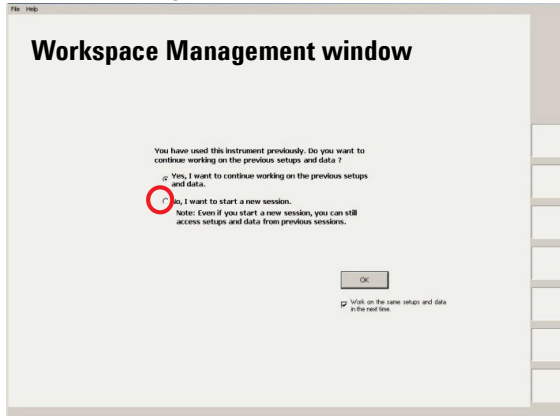 File Help
Workspace Management window
You have used this instrument previously. Do you want to
continue working on the previous setups and data ?
Yes, I want to continue working on the previous setups
and data.
No, I want to start a new session.
Note: Even if you start a new session, you can still
access setups and data from previous sessions.
OK
Work on the same setups and data
in the next time.